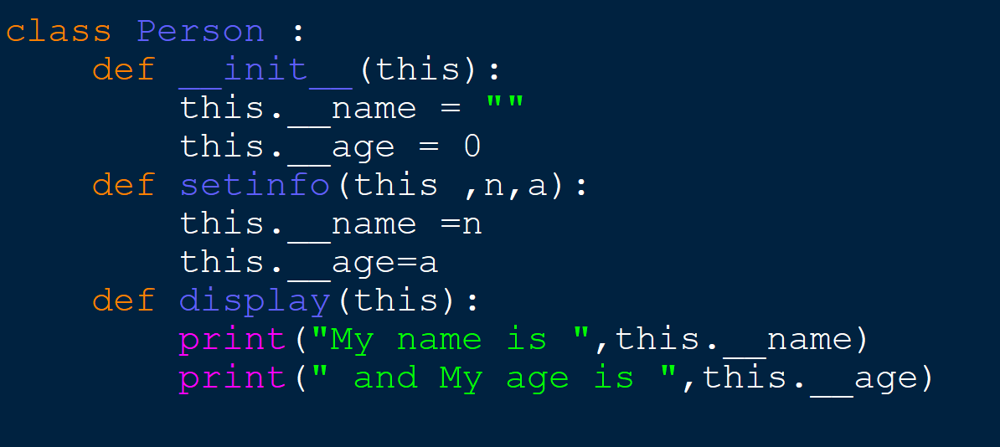 class Person :
    def __init__(this):
        this.__name = ""
        this.__age = 0
    def setinfo(this ,n,a):
        this.__name =n
        this.__age=a
    def display(this):
        print("My name is ",this.__name)
        print(" and My age is ",this.__age)